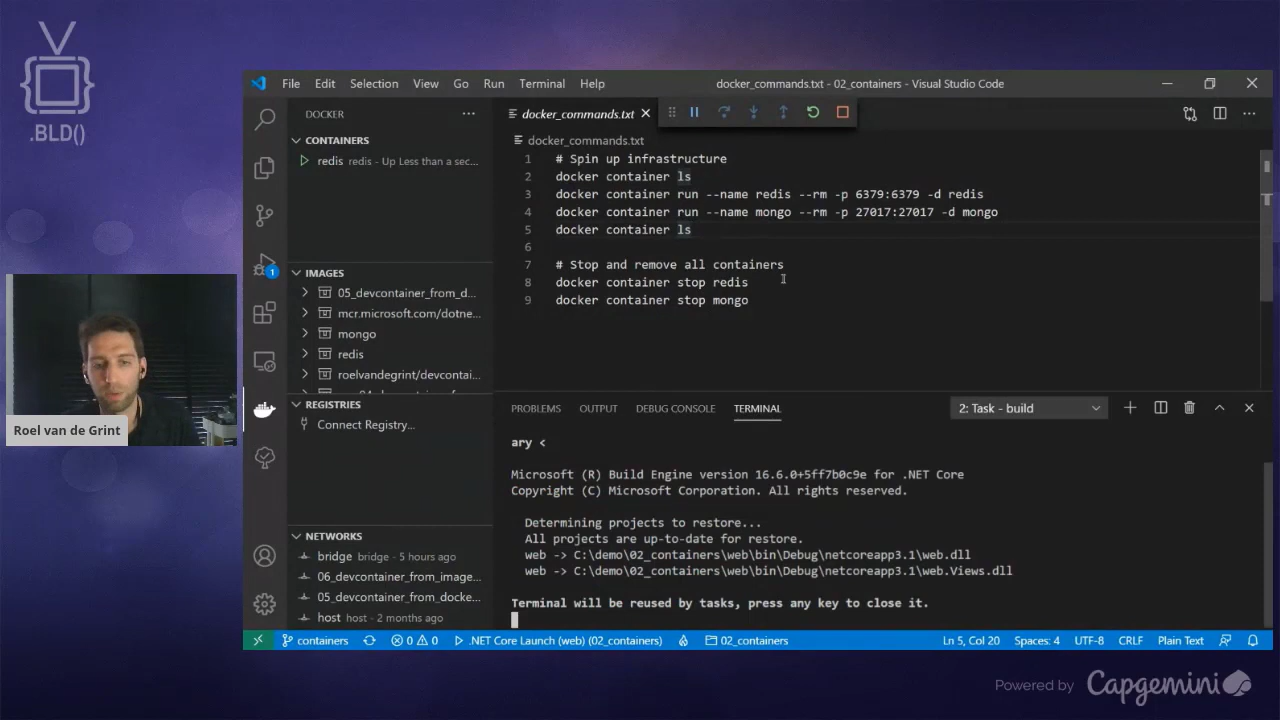 .BLD()
File Edit Selection View Go Run Terminal Help
docker_commands.txt - 02_containers - Visual Studio Code
DOCKER
CONTAINERS
redis redis - Up Less than a sec...
IMAGES
05_devcontainer_from_d...
mcr.microsoft.com/dotne...
mongo
redis
roelvandegrint/devcontai...
REGISTRIES
Connect Registry...
NETWORKS
bridge bridge - 5 hours ago
06_devcontainer_from_image...
05_devcontainer_from_docke...
host host - 2 months ago
docker_commands.txt
docker_commands.txt
1 # Spin up infrastructure
2 docker container ls
3 docker container run --name redis --rm -p 6379:6379 -d redis
4 docker container run --name mongo --rm -p 27017:27017 -d mongo
5 docker container ls
6
7 # Stop and remove all containers
8 docker container stop redis
9 docker container stop mongo
PROBLEMS OUTPUT DEBUG CONSOLE TERMINAL
2: Task - build
ary <
Microsoft (R) Build Engine version 16.6.0+5ff7b0c9e for .NET Core
Copyright (C) Microsoft Corporation. All rights reserved.
Determining projects to restore...
All projects are up-to-date for restore.
web -> C:\demo\02_containers\web\bin\Debug\netcoreapp3.1\web.dll
web -> C:\demo\02_containers\web\bin\Debug\netcoreapp3.1\web.Views.dll
Terminal will be reused by tasks, press any key to close it.
1
Roel van de Grint
containers 0 0 .NET Core Launch (web) (02_containers) 02_containers
Ln 5, Col 20 Spaces: 4 UTF-8 CRLF Plain Text
Powered by Capgemini